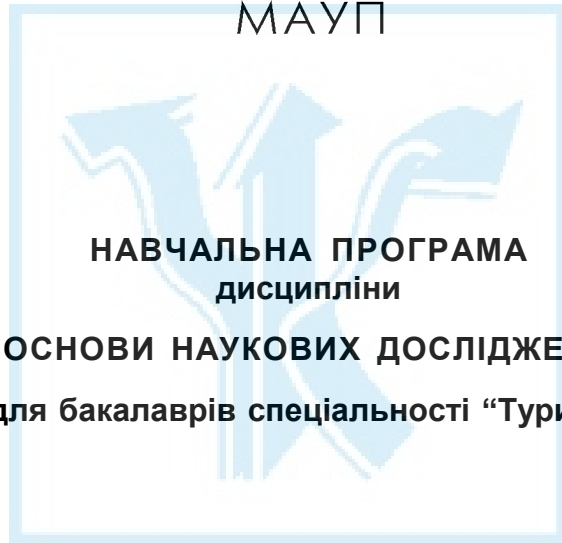 МАУП
НАВЧАЛЬНА ПРОГРАМА
дисципліни
ОСНОВИ НАУКОВИХ ДОСЛІДЖЕ
для бакалаврів спеціальності “Тури